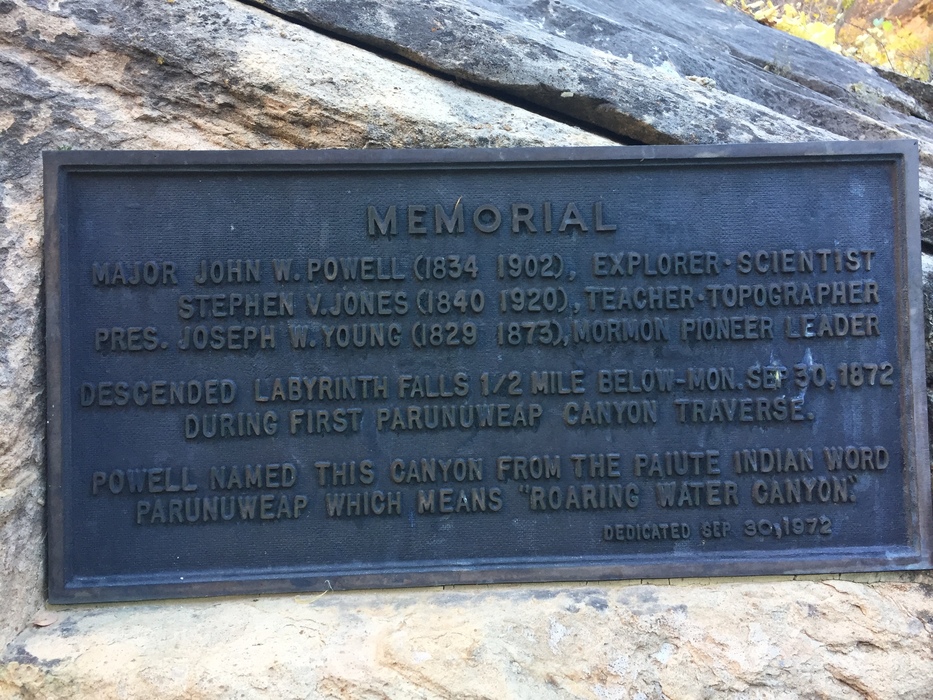 MEMORIAL
MAJOR JOHN W. POWELL (1834 1902), EXPLORER-SCIENTIST
STEPHEN V. JONES (1840 1920), TEACHER-TOPOGRAPHER
PRES. JOSEPH W. YOUNG (1829 1873), MORMON PIONEER LEADER
DESCENDED LABYRINTH FALLS 1/2 MILE BELOW-MON. SEP 30, 1872
DURING FIRST PARUNUWEAP CANYON TRAVERSE.
POWELL NAMED THIS CANYON FROM THE PAIUTE INDIAN WORD
PARUNUWEAP WHICH MEANS "ROARING WATER CANYON."
DEDICATED SEP 30, 1972